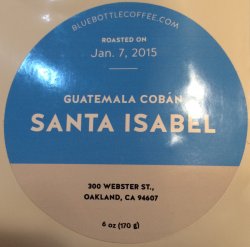 BLUEBOTTLECOFFEE.COM
ROASTED ON
Jan. 7, 2015
GUATEMALA COBÁN
SANTA ISABEL
300 WEBSTER ST.,
OAKLAND, CA 94607
6 oz (170 g)